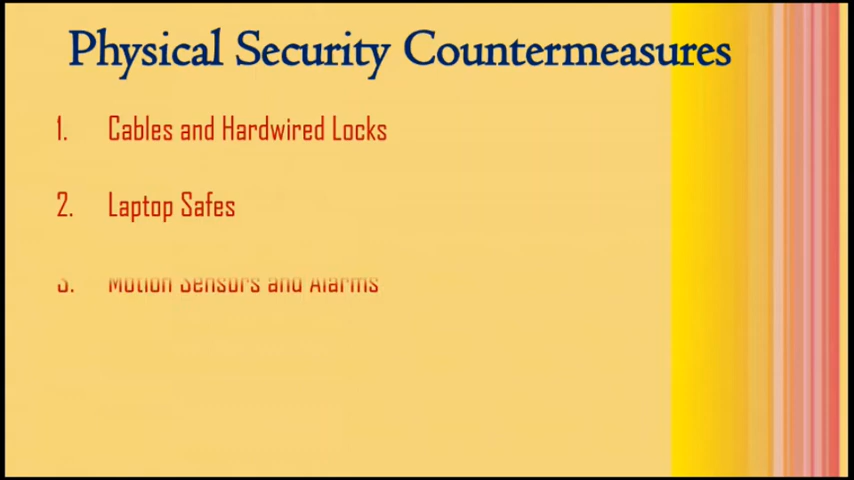 Physical Security Countermeasures
1. Cables and Hardwired Locks
2. Laptop Safes
3. Motion Sensors and Alarms